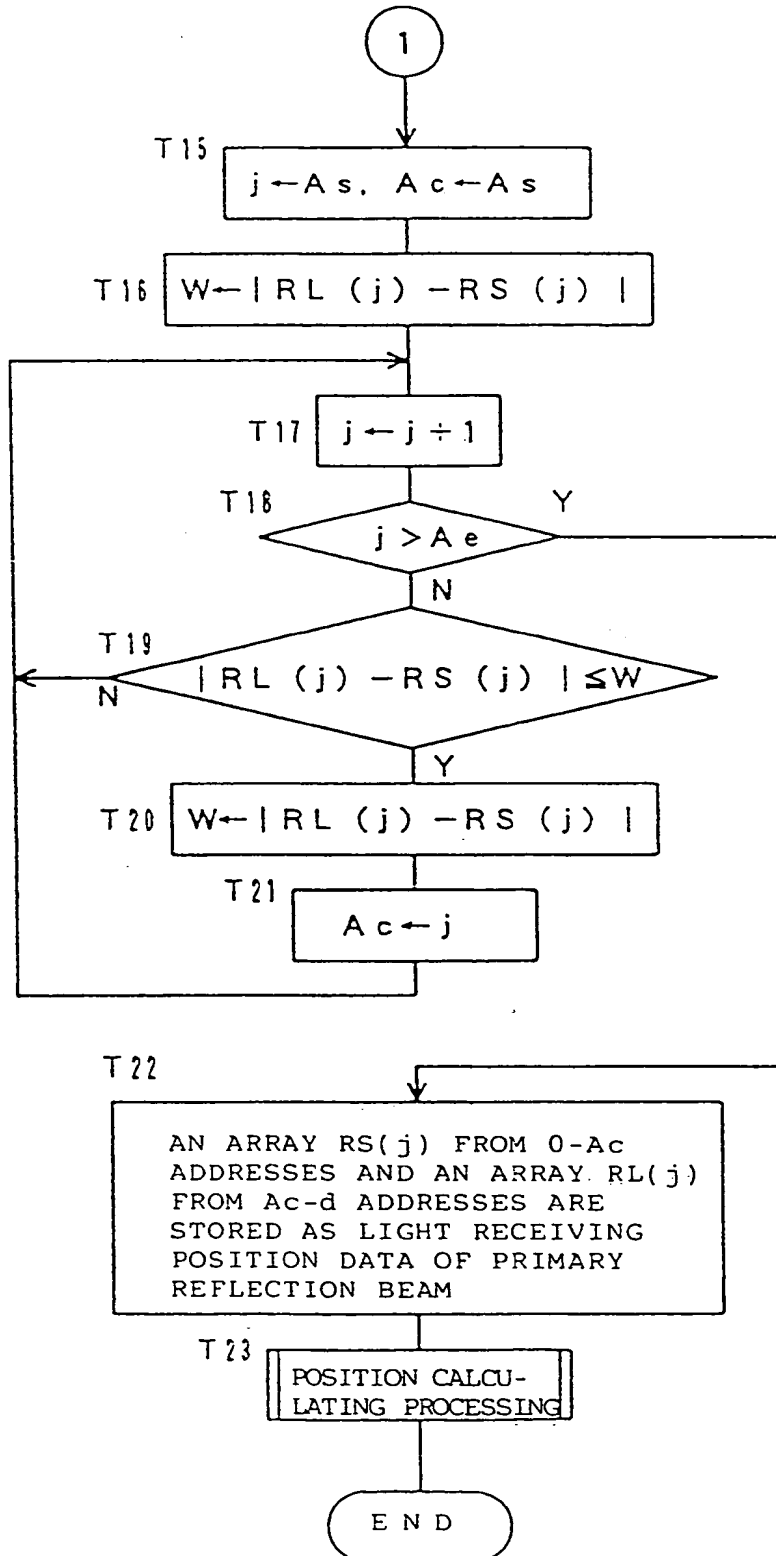 1
T15
j←As, Ac←As
T16
W←|RL (j) −RS (j) |
T17
j←j÷1
T18
Y
j>Ae
N
T19
|RL (j) −RS (j) |≦W
N
Y
T20
W←|RL (j) −RS (j) |
T21
Ac←j
T22
AN ARRAY RS(j) FROM 0-Ac
ADDRESSES AND AN ARRAY RL(j)
FROM Ac-d ADDRESSES ARE
STORED AS LIGHT RECEIVING
POSITION DATA OF PRIMARY
REFLECTION BEAM
T23
POSITION CALCU-
LATING PROCESSING
END